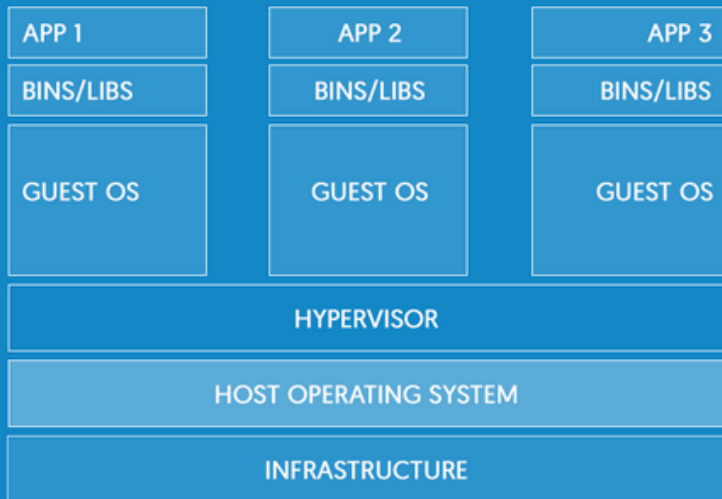 APP 1 APP 2 APP 3
BINS/LIBS BINS/LIBS BINS/LIBS
GUEST OS GUEST OS GUEST OS
HYPERVISOR
HOST OPERATING SYSTEM
INFRASTRUCTURE